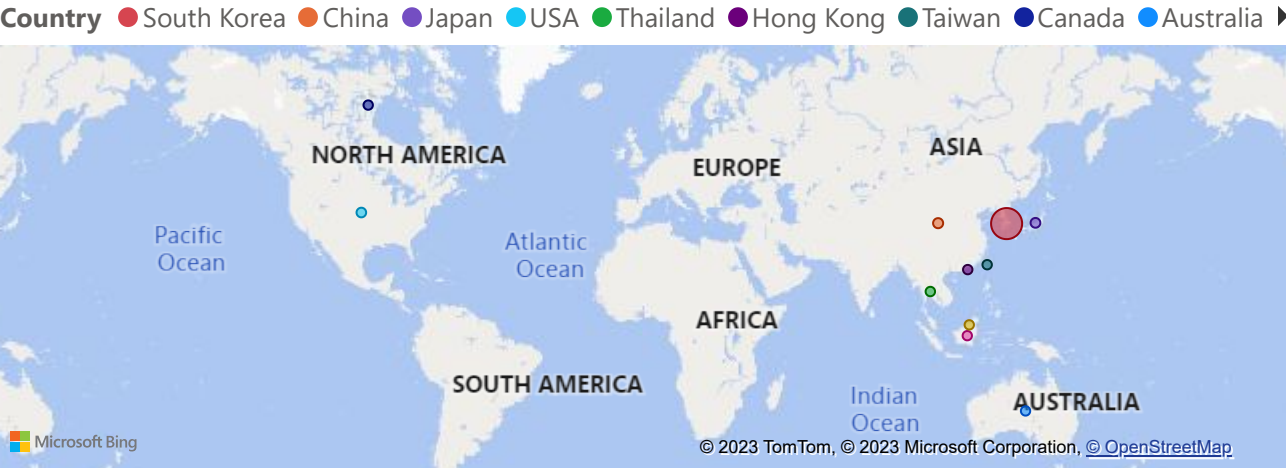 Country South Korea China Japan USA Thailand Hong Kong Taiwan Canada Australia
NORTH AMERICA
ASIA
EUROPE
Pacific
Ocean
Atlantic
Ocean
AFRICA
SOUTH AMERICA
Indian
Ocean
AUSTRALIA
Microsoft Bing
© 2023 TomTom, © 2023 Microsoft Corporation, © OpenStreetMap